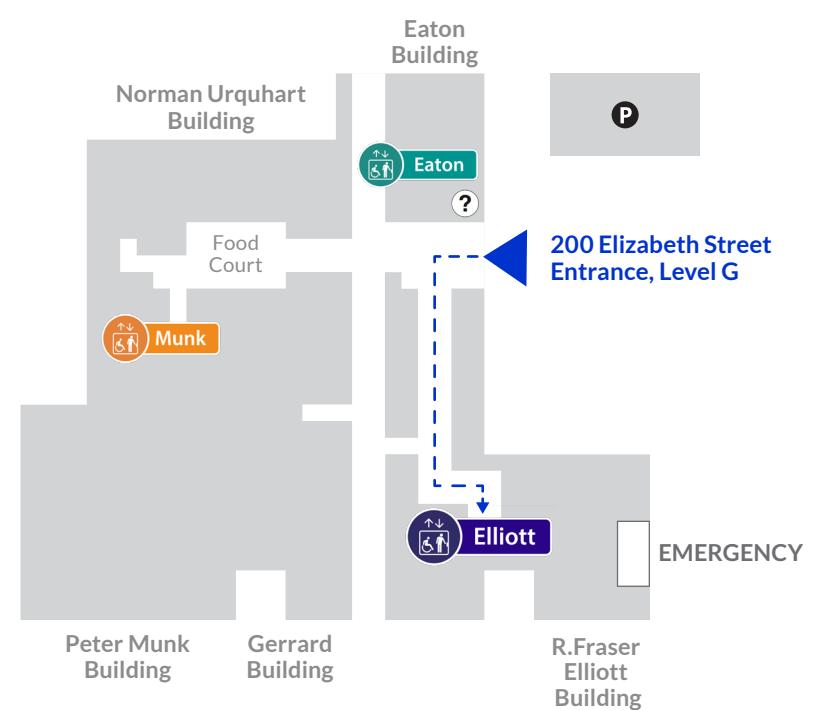 Eaton
Building
Norman Urquhart
Building
P
Eaton
?
Food
Court
200 Elizabeth Street
Entrance, Level G
Munk
Elliott
EMERGENCY
Peter Munk
Building
Gerrard
Building
R.Fraser
Elliott
Building